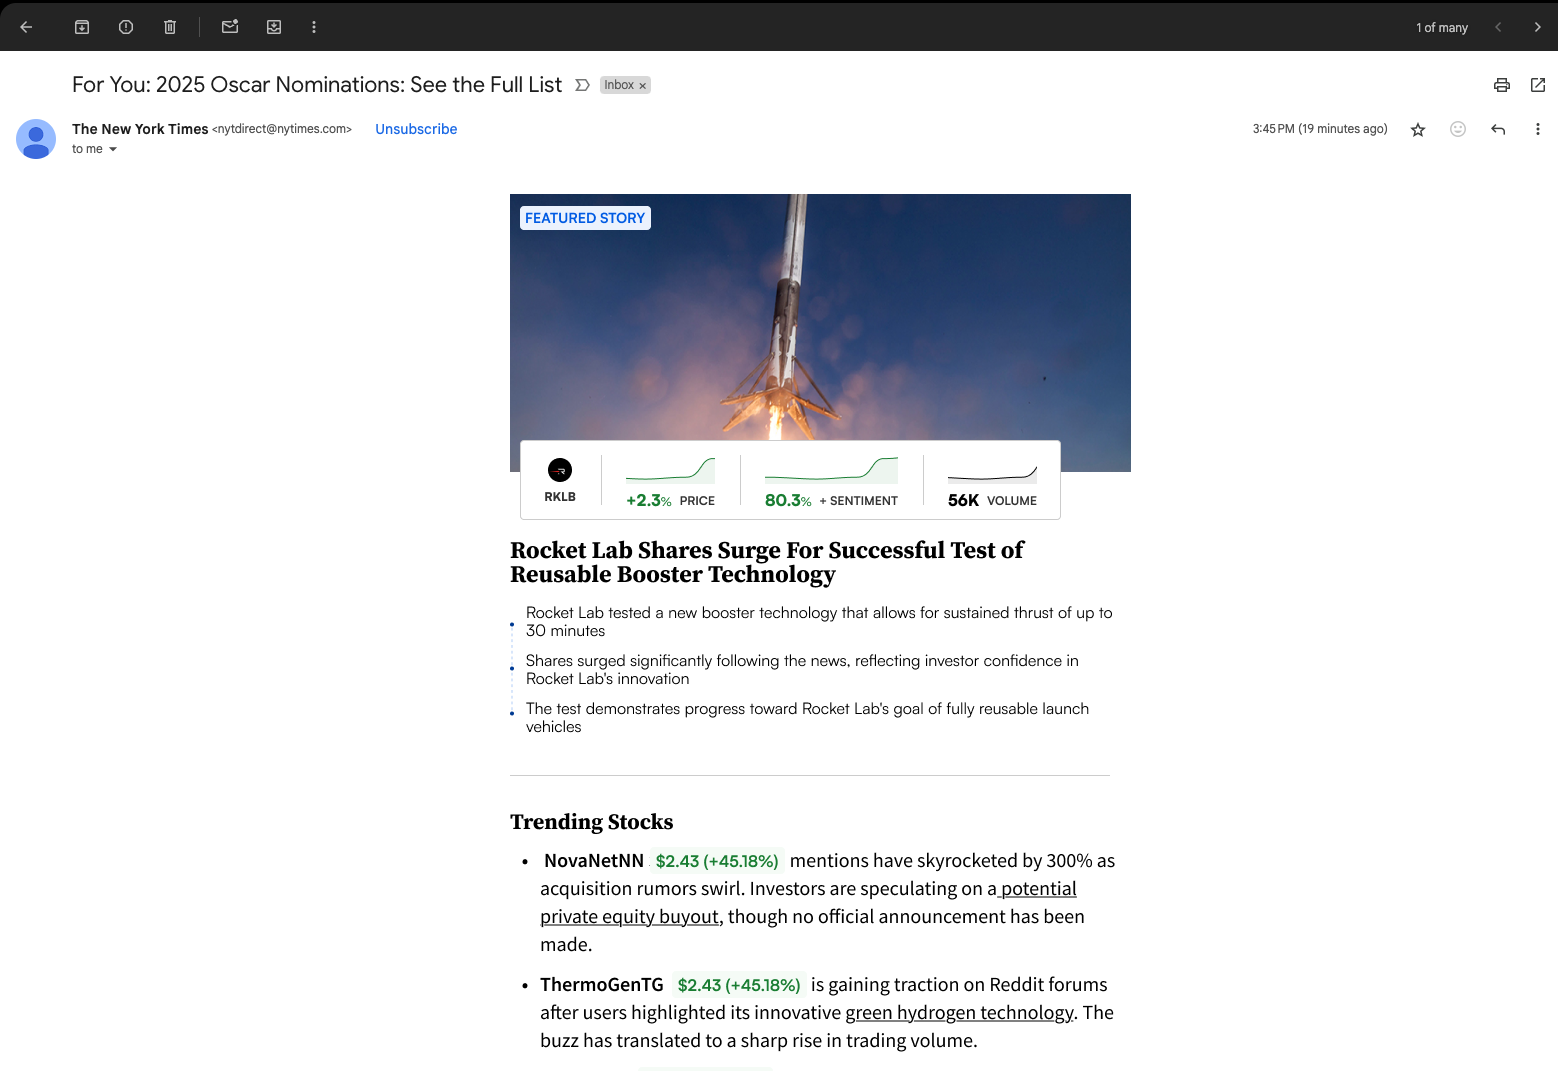 1 of many
For You: 2025 Oscar Nominations: See the Full List Inbox ×
The New York Times <nytdirect@nytimes.com> Unsubscribe 3:45 PM (19 minutes ago)
to me
FEATURED STORY
RKLB +2.3% PRICE 80.3% + SENTIMENT 56K VOLUME
Rocket Lab Shares Surge For Successful Test of
Reusable Booster Technology
Rocket Lab tested a new booster technology that allows for sustained thrust of up to
30 minutes
Shares surged significantly following the news, reflecting investor confidence in
Rocket Lab's innovation
The test demonstrates progress toward Rocket Lab's goal of fully reusable launch
vehicles
Trending Stocks
• NovaNetNN $2.43 (+45.18%) mentions have skyrocketed by 300% as
acquisition rumors swirl. Investors are speculating on a potential
private equity buyout, though no official announcement has been
made.
• ThermoGenTG $2.43 (+45.18%) is gaining traction on Reddit forums
after users highlighted its innovative green hydrogen technology. The
buzz has translated to a sharp rise in trading volume.